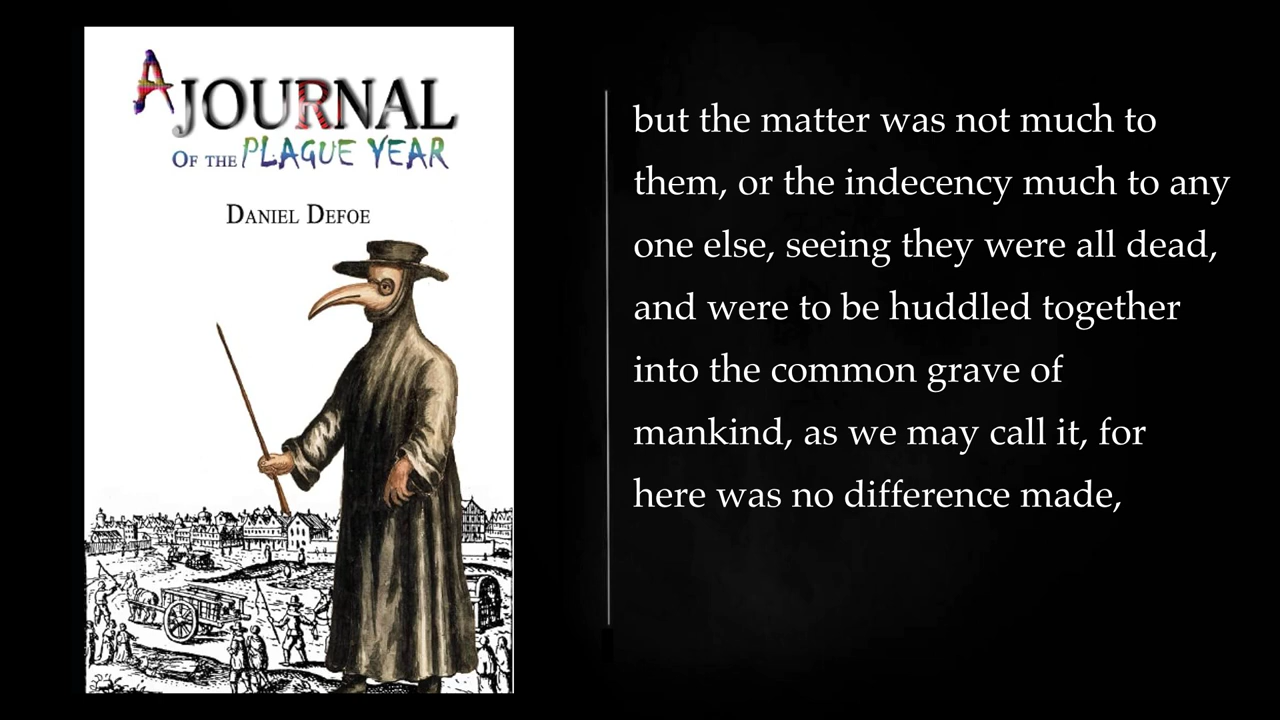 A JOURNAL
OF THE PLAGUE YEAR
DANIEL DEFOE
but the matter was not much to
them, or the indecency much to any
one else, seeing they were all dead,
and were to be huddled together
into the common grave of
mankind, as we may call it, for
here was no difference made,